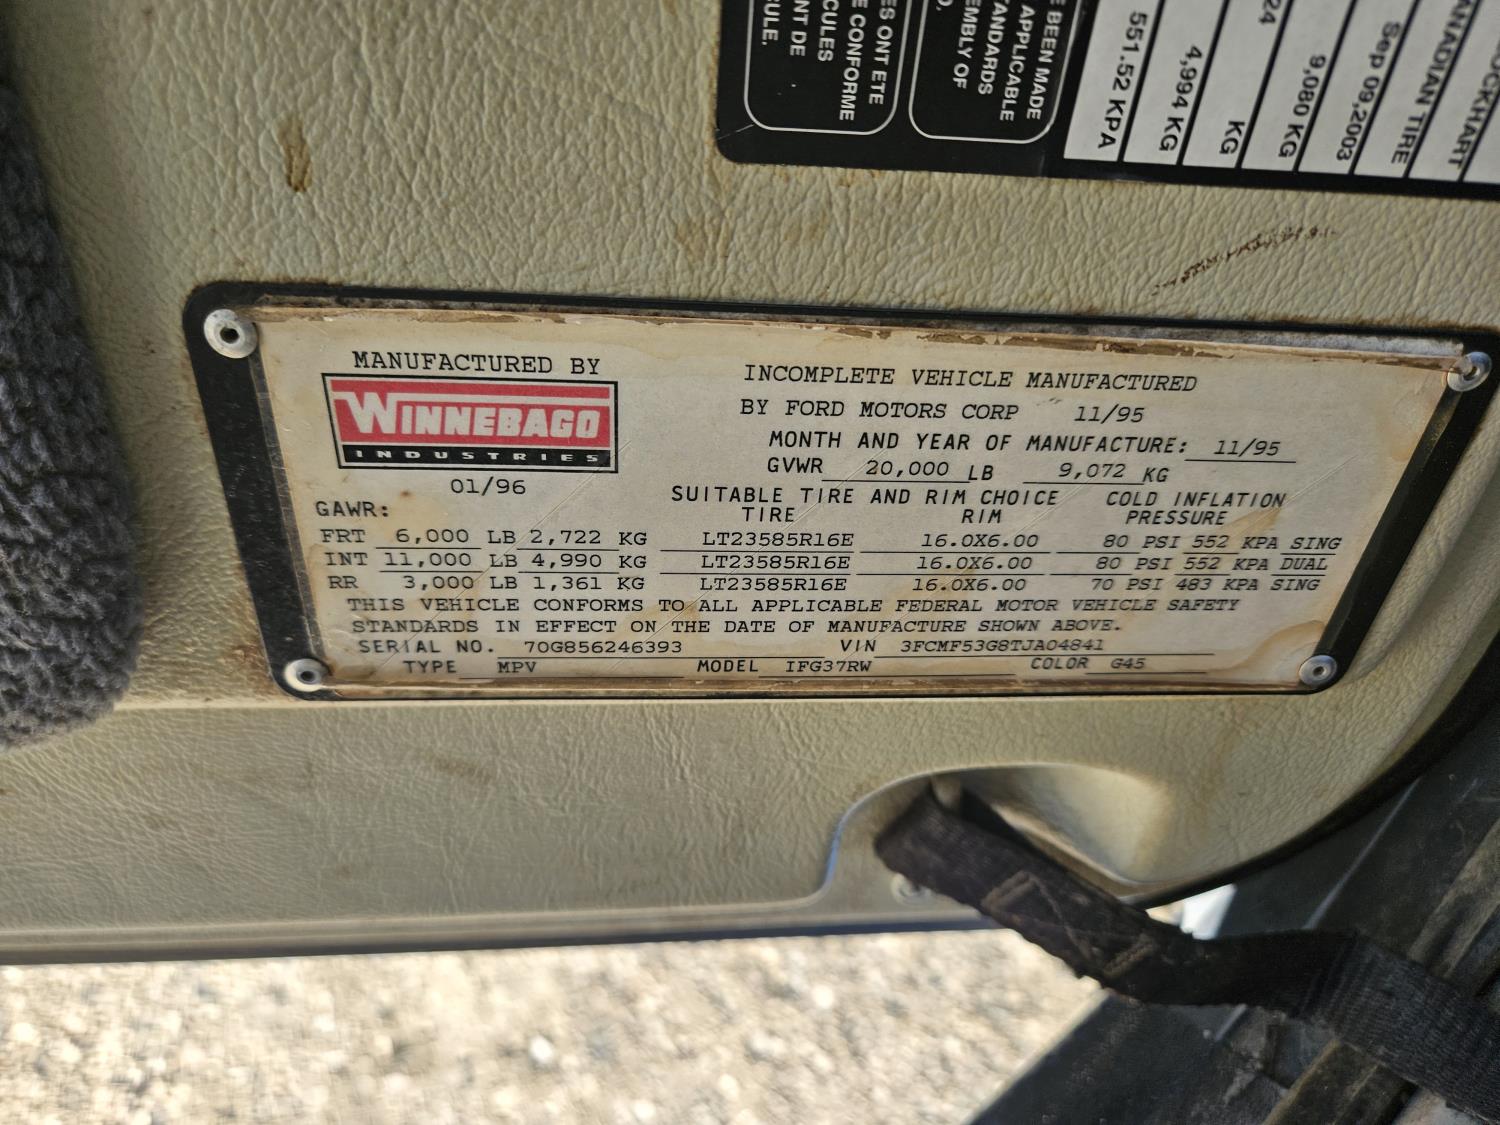 ES ONT ETE
E CONFORME
CULES
NT DE
ULE.
E BEEN MADE
APPLICABLE
TANDARDS
EMBLY OF
OCKHART
ANADIAN TIRE
Sep 09,2003
9,080 KG
24 KG
4,994 KG
551.52 KPA
MANUFACTURED BY
WINNEBAGO
INDUSTRIES
01/96
INCOMPLETE VEHICLE MANUFACTURED
BY FORD MOTORS CORP 11/95
MONTH AND YEAR OF MANUFACTURE: 11/95
GVWR 20,000 LB 9,072 KG
SUITABLE TIRE AND RIM CHOICE COLD INFLATION
GAWR: TIRE RIM PRESSURE
FRT 6,000 LB 2,722 KG LT23585R16E 16.0X6.00 80 PSI 552 KPA SING
INT 11,000 LB 4,990 KG LT23585R16E 16.0X6.00 80 PSI 552 KPA DUAL
RR 3,000 LB 1,361 KG LT23585R16E 16.0X6.00 70 PSI 483 KPA SING
THIS VEHICLE CONFORMS TO ALL APPLICABLE FEDERAL MOTOR VEHICLE SAFETY
STANDARDS IN EFFECT ON THE DATE OF MANUFACTURE SHOWN ABOVE.
SERIAL NO. 70G856246393 VIN 3FCMF53G8TJA04841
TYPE MPV MODEL IFG37RW COLOR G45